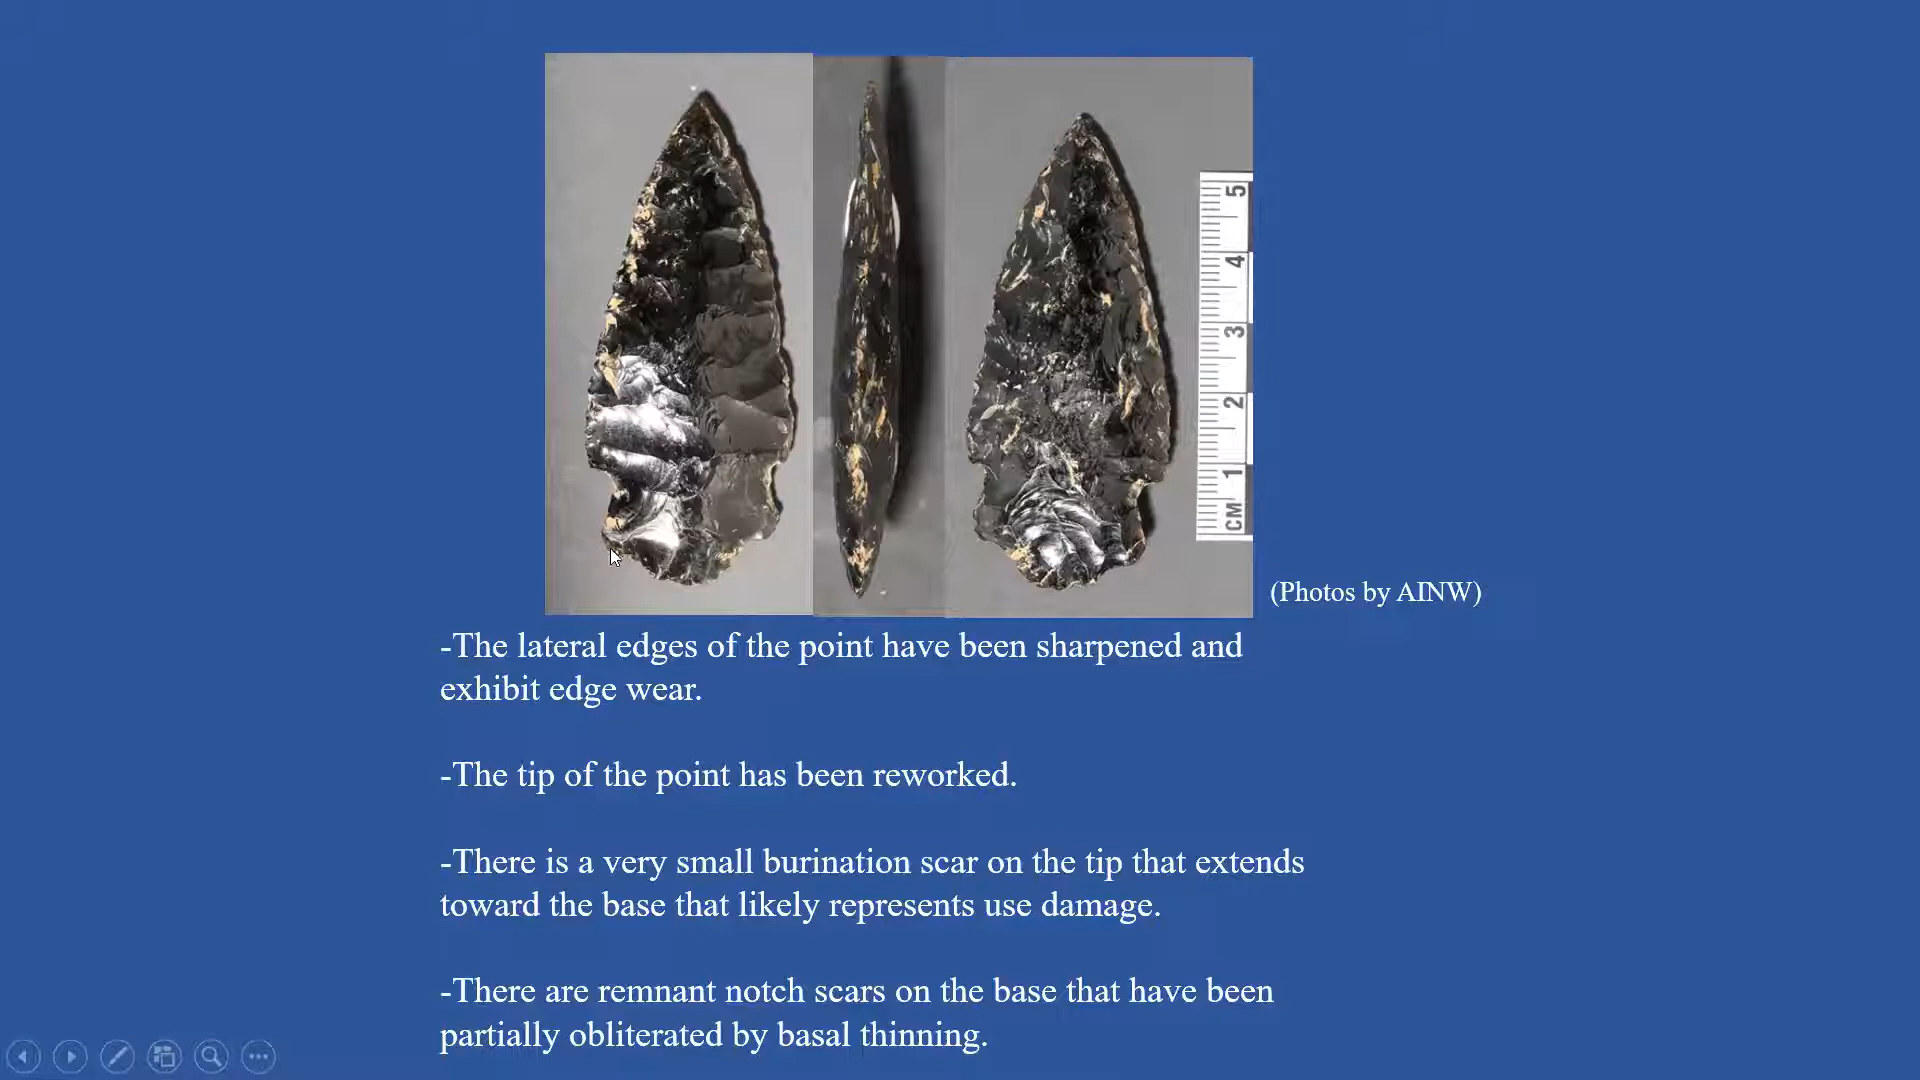 5
4
3
2
1
CM
(Photos by AINW)
-The lateral edges of the point have been sharpened and
exhibit edge wear.
-The tip of the point has been reworked.
-There is a very small burination scar on the tip that extends
toward the base that likely represents use damage.
-There are remnant notch scars on the base that have been
partially obliterated by basal thinning.